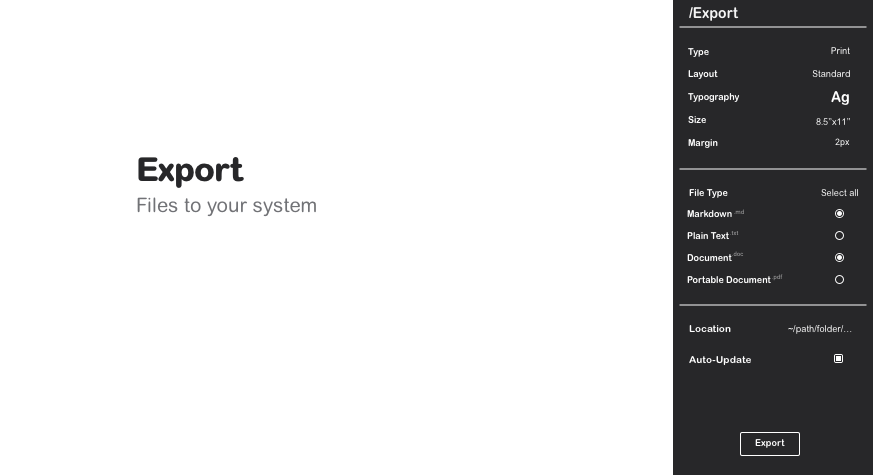 Export
Files to your system
/Export
Type Print
Layout Standard
Typography Ag
Size 8.5"x11"
Margin 2px
File Type Select all
Markdown .md
Plain Text .txt
Document .doc
Portable Document .pdf
Location ~/path/folder/...
Auto-Update
Export